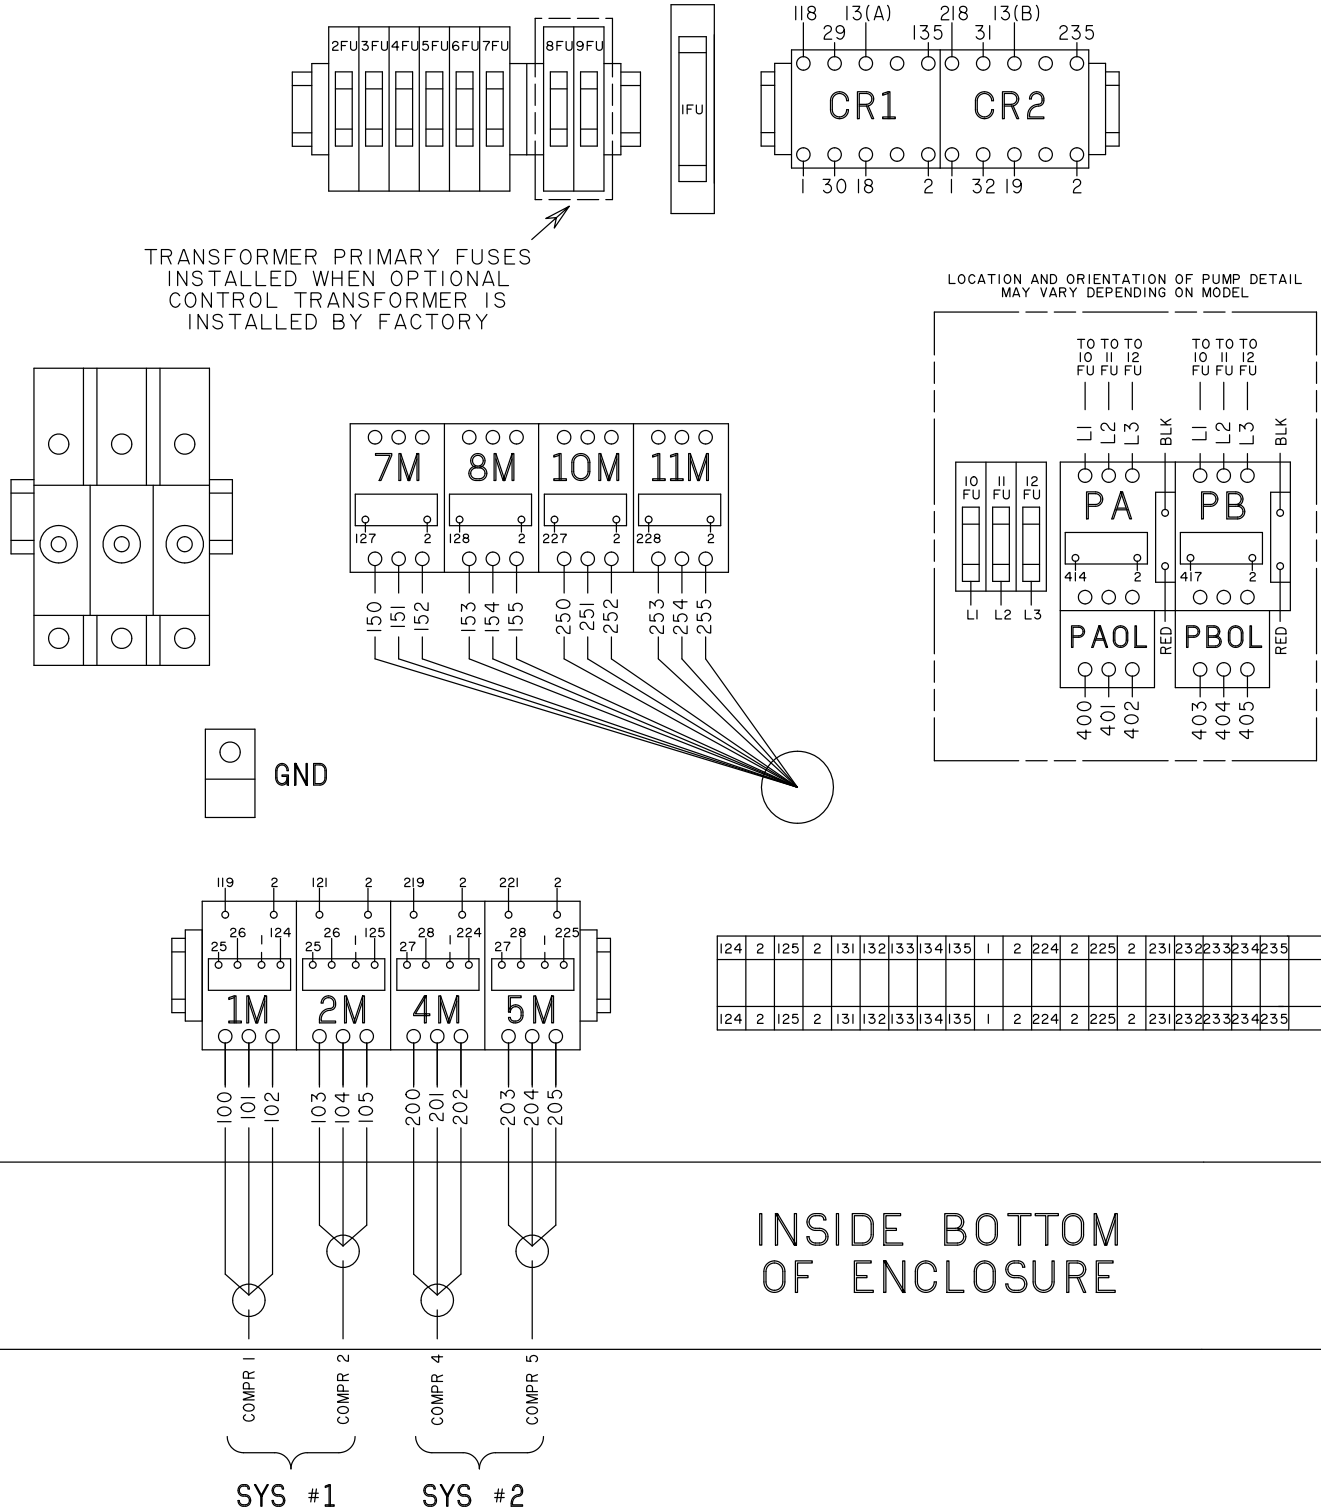 2FU 3FU 4FU 5FU 6FU 7FU 8FU 9FU
1FU
118 13(A) 218 13(B)
29 135 31 235
CR1 CR2
1 30 18 2 1 32 19 2
TRANSFORMER PRIMARY FUSES
INSTALLED WHEN OPTIONAL
CONTROL TRANSFORMER IS
INSTALLED BY FACTORY
LOCATION AND ORIENTATION OF PUMP DETAIL
MAY VARY DEPENDING ON MODEL
TO TO TO TO TO TO
10 11 12 10 11 12
FU FU FU FU FU FU
L1 L2 L3 BLK L1 L2 L3 BLK
10 11 12
FU FU FU
PA PB
414 2 417 2
L1 L2 L3
PAOL RED PBOL RED
400 401 402 403 404 405
7M 8M 10M 11M
127 2 128 2 227 2 228 2
150 151 152 153 154 155 250 251 252 253 254 255
GND
119 2 121 2 219 2 221 2
26 1 124 26 1 125 28 1 224 28 1 225
25 25 27 27
1M 2M 4M 5M
100 101 102 103 104 105 200 201 202 203 204 205
124 2 125 2 131 132 133 134 135 1 2 224 2 225 2 231 232 233 234 235
124 2 125 2 131 132 133 134 135 1 2 224 2 225 2 231 232 233 234 235
INSIDE BOTTOM
OF ENCLOSURE
COMPR 1 COMPR 2 COMPR 4 COMPR 5
SYS #1 SYS #2